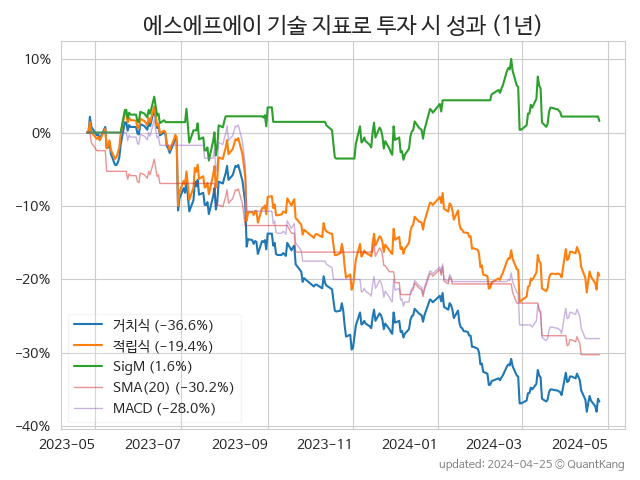 에스에프에이 기술 지표로 투자 시 성과 (1년)
10%
0%
−10%
−20%
−30%
−40%
거치식 (−36.6%)
적립식 (−19.4%)
SigM (1.6%)
SMA(20) (−30.2%)
MACD (−28.0%)
2023−05 2023−07 2023−09 2023−11 2024−01 2024−03 2024−05
updated: 2024−04−25 ⓒ QuantKang